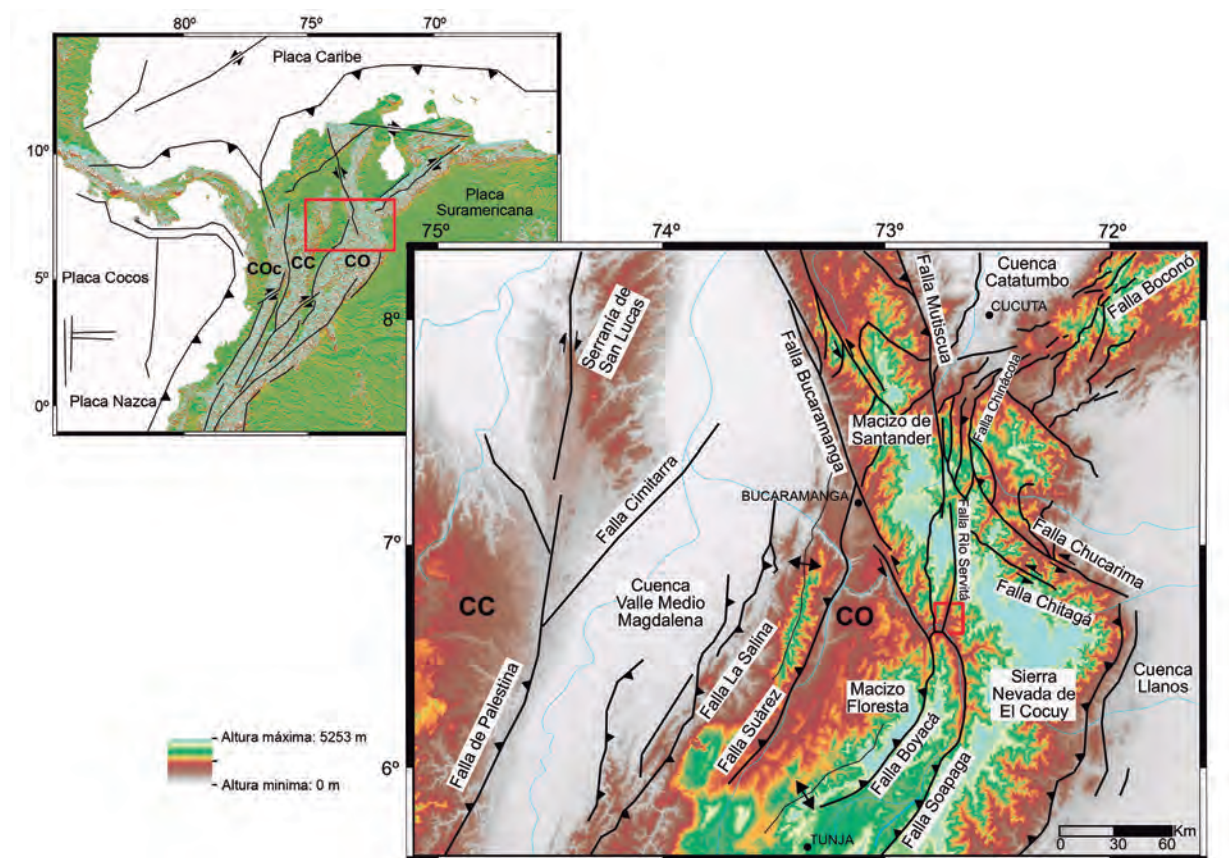 80º 75º 70º
Placa Caribe
10º
Placa
Suramericana
COc CC CO
Placa Cocos
5º
0º
Placa Nazca
75º 74º 73º 72º
8º
7º
6º
Serranía de
San Lucas
Falla Bucaramanga
Falla Mutiscua
Cuenca
Catatumbo
CUCUTA
Falla Boconó
Falla Chinácota
Macizo de
Santander
BUCARAMANGA
Falla Cimitarra
Falla Río Servitá
Falla Chucarima
Falla Chitagá
CC
Cuenca
Valle Medio
Magdalena
CO
Falla La Salina
Falla Suàrez
Falla de Palestina
Macizo
Floresta
Sierra
Nevada de
El Cocuy
Cuenca
Llanos
Falla Boyacá
Falla Soapaga
TUNJA
Altura máxima: 5253 m
Altura minima: 0 m
0 30 60 Km